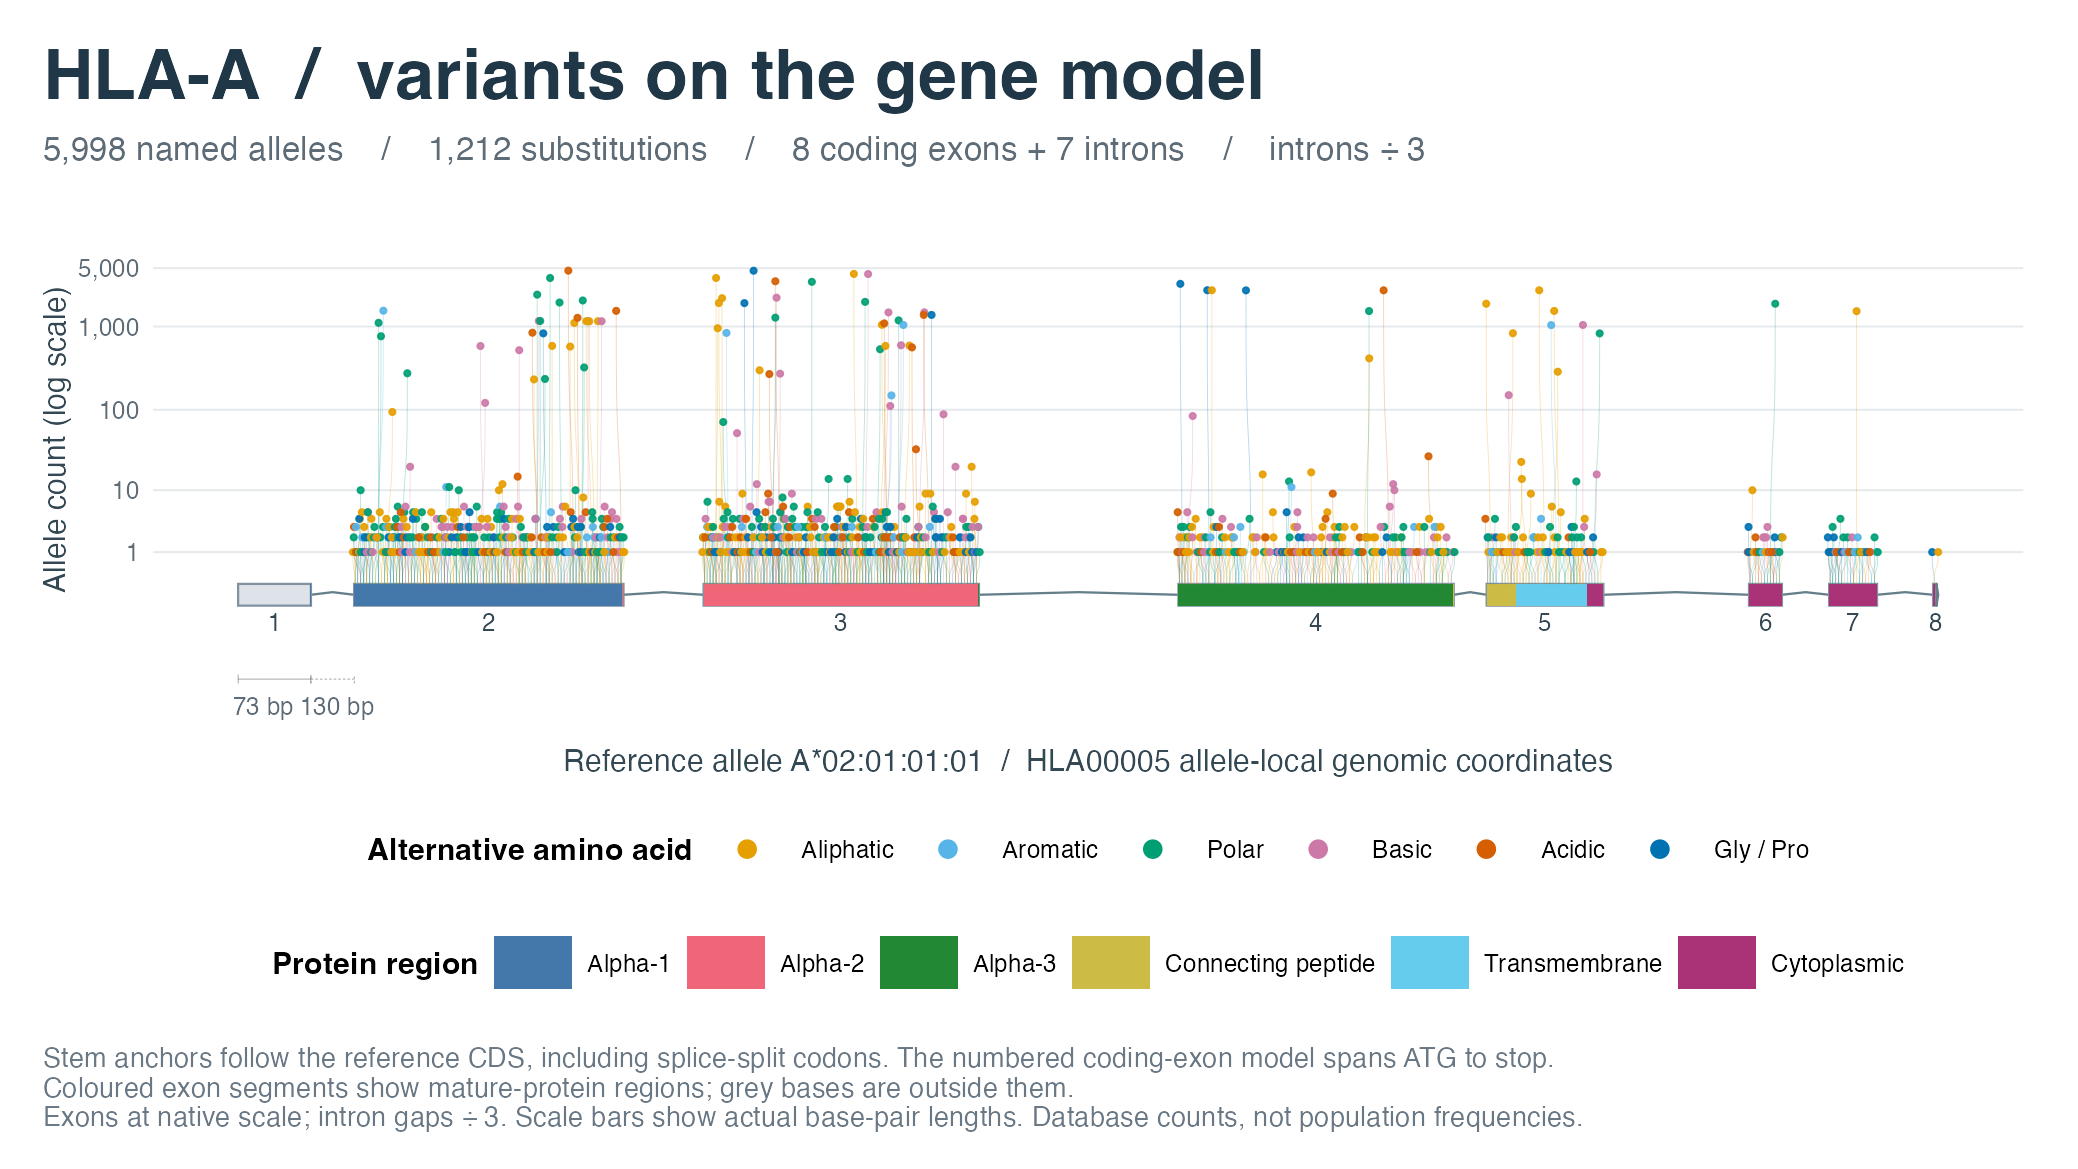 HLA-A / variants on the gene model
5,998 named alleles / 1,212 substitutions / 8 coding exons + 7 introns / introns ÷ 3
Allele count (log scale)
5,000
1,000
100
10
1
1 2 3 4 5 6 7 8
73 bp 130 bp
Reference allele A*02:01:01:01 / HLA00005 allele-local genomic coordinates
Alternative amino acid Aliphatic Aromatic Polar Basic Acidic Gly / Pro
Protein region Alpha-1 Alpha-2 Alpha-3 Connecting peptide Transmembrane Cytoplasmic
Stem anchors follow the reference CDS, including splice-split codons. The numbered coding-exon model spans ATG to stop.
Coloured exon segments show mature-protein regions; grey bases are outside them.
Exons at native scale; intron gaps ÷ 3. Scale bars show actual base-pair lengths. Database counts, not population frequencies.